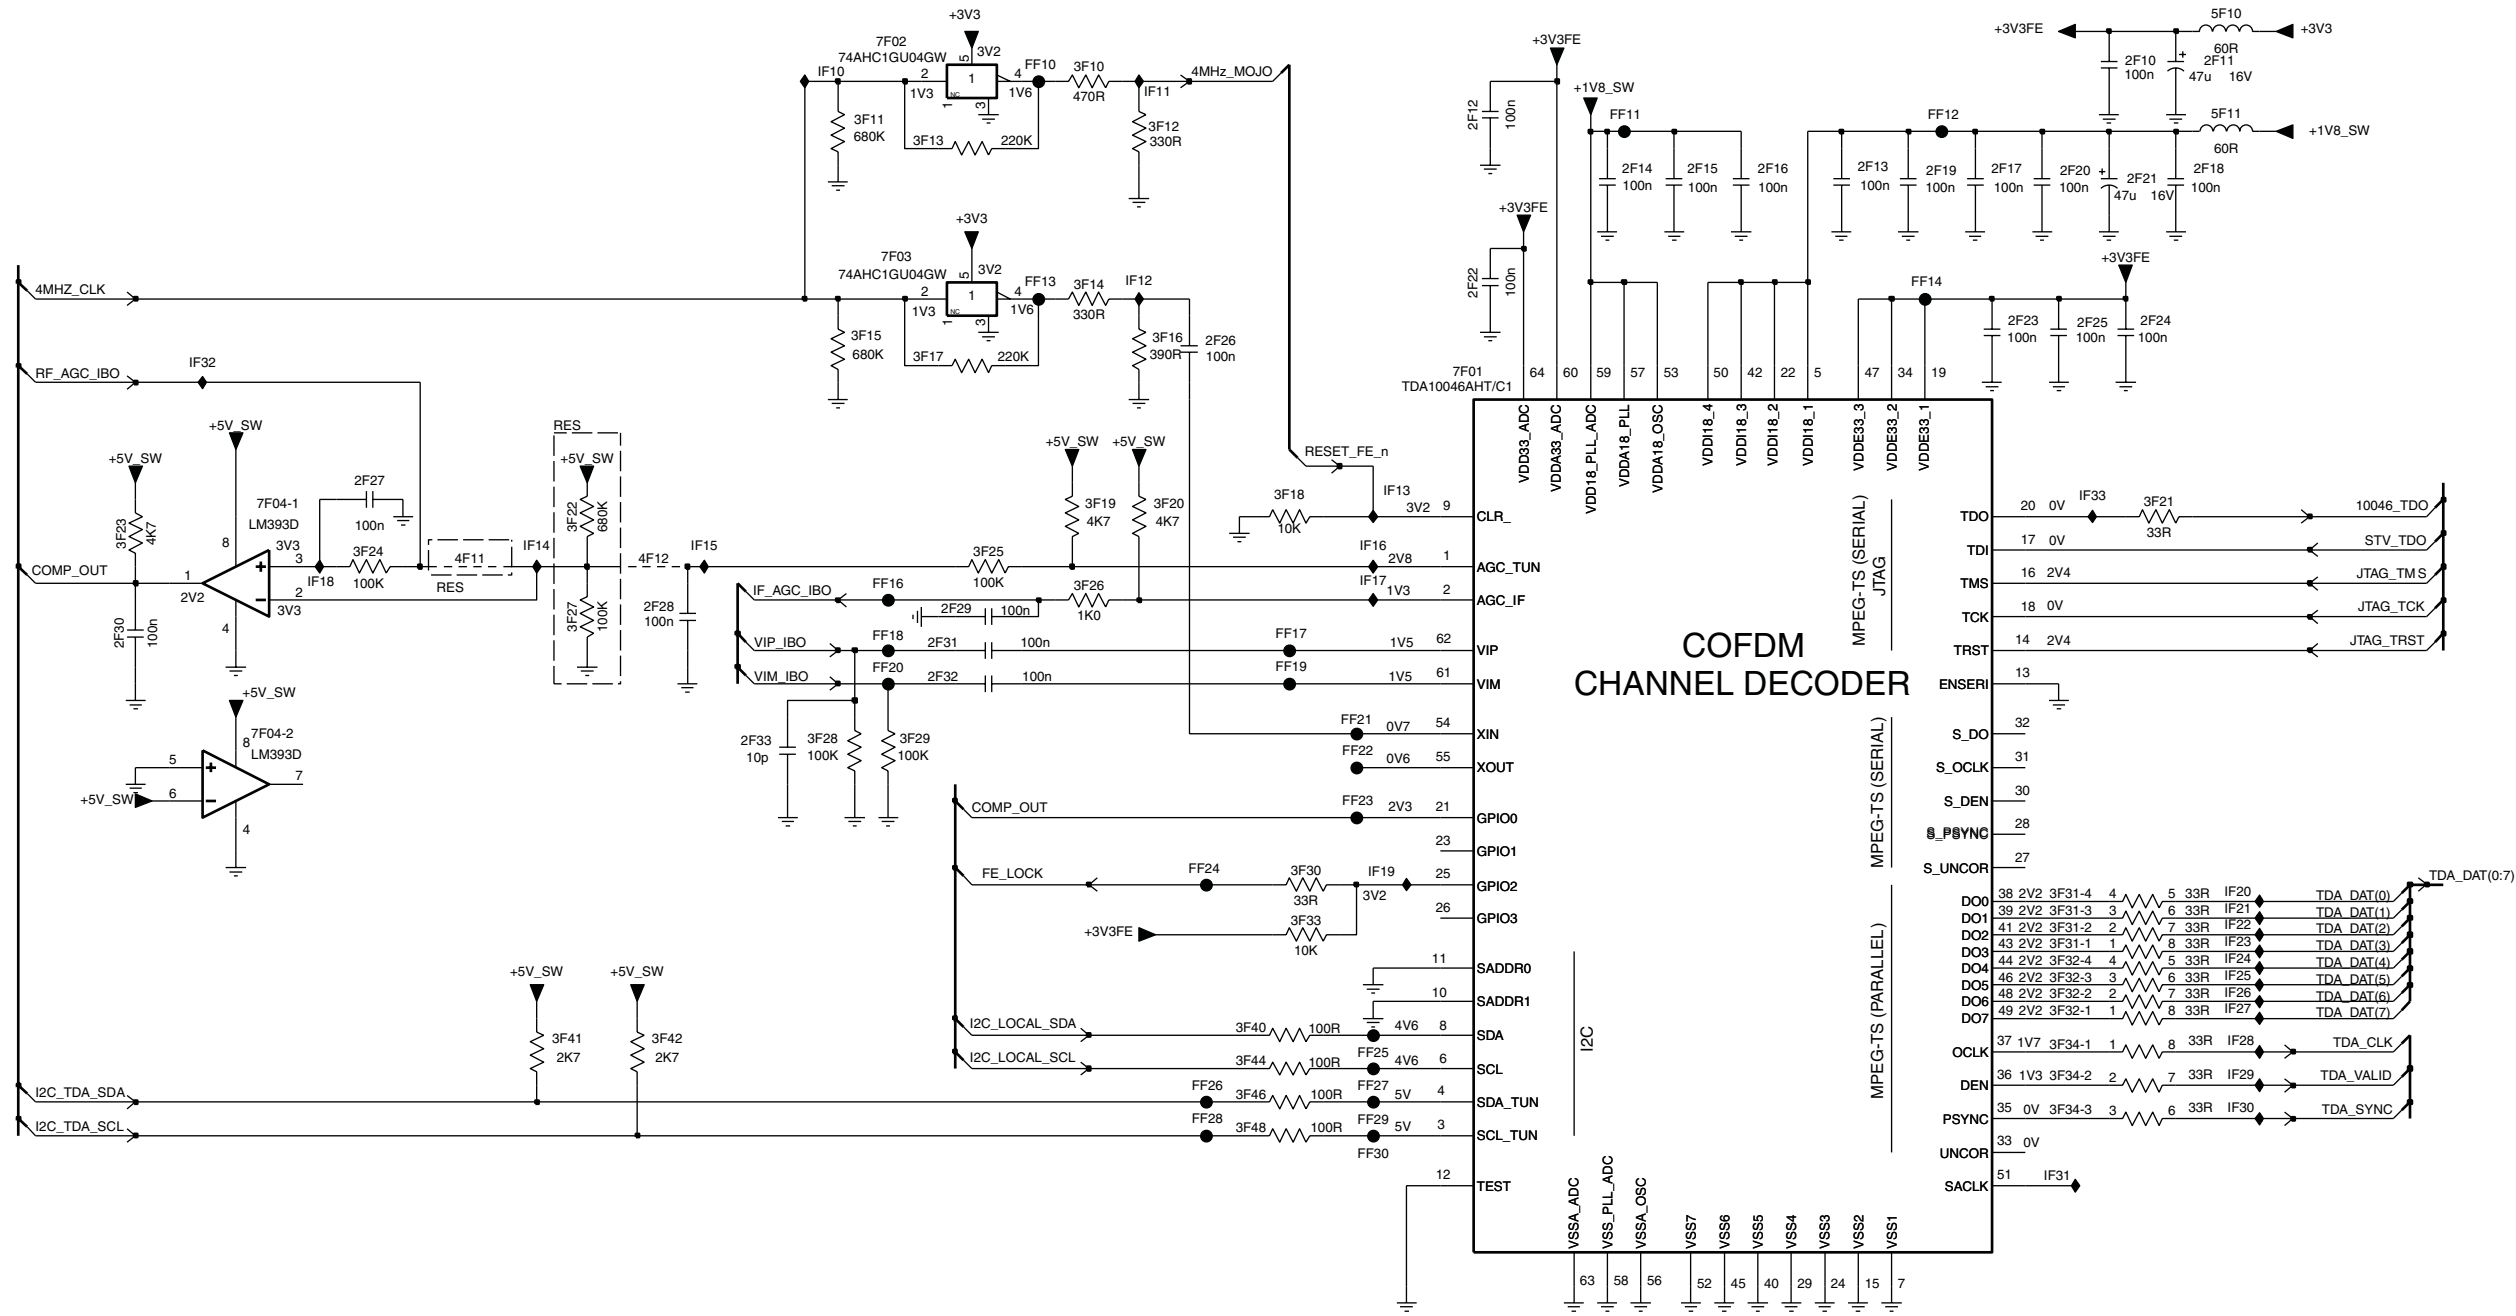 +3V3
7F02
74AHC1GU04GW
3V2
5
IF10
2
1V3
1
NC
1
3
4
1V6
FF10
3F10
470R
IF11
4MHz_MOJO
3F11
680K
3F13
220K
3F12
330R
+3V3
7F03
74AHC1GU04GW
3V2
5
2
1V3
1
NC
1
3
4
1V6
FF13
3F14
330R
IF12
3F15
680K
3F17
220K
3F16
390R
2F26
100n
4MHZ_CLK
RF_AGC_IBO
IF32
+5V_SW
+5V_SW
2F27
100n
7F04-1
LM393D
3F23
4K7
8
3V3
3
IF18
3F24
100K
2
3V3
COMP_OUT
1
2V2
4
2F30
100n
4F11
RES
IF14
RES
+5V_SW
3F22
680K
3F27
100K
4F12
IF15
2F28
100n
+5V_SW
7F04-2
LM393D
8
5
+5V_SW
6
7
4
+5V_SW
+5V_SW
3F19
4K7
3F20
4K7
3F25
100K
IF16
2V8
1
AGC_TUN
IF_AGC_IBO
FF16
3F26
1K0
2F29
100n
IF17
1V3
2
AGC_IF
RESET_FE_n
3F18
10K
IF13
3V2
9
CLR_
VIP_IBO
FF18
2F31
100n
FF17
1V5
62
VIP
VIM_IBO
FF20
2F32
100n
FF19
1V5
61
VIM
2F33
10p
3F28
100K
3F29
100K
FF21
0V7
54
XIN
FF22
0V6
55
XOUT
COMP_OUT
FF23
2V3
21
GPIO0
23
GPIO1
FE_LOCK
FF24
3F30
33R
IF19
3V2
25
GPIO2
+3V3FE
3F33
10K
26
GPIO3
11
SADDR0
10
SADDR1
I2C_LOCAL_SDA
3F40
100R
4V6
8
SDA
I2C_LOCAL_SCL
3F44
100R
FF25
4V6
6
SCL
+5V_SW
+5V_SW
3F41
2K7
3F42
2K7
I2C_TDA_SDA
FF26
3F46
100R
FF27
5V
4
SDA_TUN
I2C_TDA_SCL
FF28
3F48
100R
FF29
5V
3
SCL_TUN
FF30
12
TEST
I2C
7F01
TDA10046AHT/C1
COFDM
CHANNEL DECODER
+3V3FE
2F12
100n
+3V3FE
2F22
100n
+1V8_SW
FF11
2F14
100n
2F15
100n
2F16
100n
+3V3FE
5F10
+3V3
60R
2F10
100n
2F11
+
47u
16V
FF12
5F11
+1V8_SW
60R
2F13
100n
2F19
100n
2F17
100n
2F20
100n
2F21
+
47u
16V
2F18
100n
+3V3FE
FF14
2F23
100n
2F25
100n
2F24
100n
64
60
59
57
53
50
42
22
5
47
34
19
VDD33_ADC
VDDA33_ADC
VDD18_PLL_ADC
VDDA18_PLL
VDDA18_OSC
VDDI18_4
VDDI18_3
VDDI18_2
VDDI18_1
VDDE33_3
VDDE33_2
VDDE33_1
MPEG-TS (SERIAL)
JTAG
TDO
20
0V
IF33
3F21
33R
10046_TDO
TDI
17
0V
STV_TDO
TMS
16
2V4
JTAG_TMS
TCK
18
0V
JTAG_TCK
TRST
14
2V4
JTAG_TRST
ENSERI
13
MPEG-TS (SERIAL)
S_DO
32
S_OCLK
31
S_DEN
30
S_PSYNC
28
S_UNCOR
27
MPEG-TS (PARALLEL)
TDA_DAT(0:7)
DO0 38 2V2 3F31-4 4 5 33R IF20 TDA_DAT(0)
DO1 39 2V2 3F31-3 3 6 33R IF21 TDA_DAT(1)
DO2 41 2V2 3F31-2 2 7 33R IF22 TDA_DAT(2)
DO3 43 2V2 3F31-1 1 8 33R IF23 TDA_DAT(3)
DO4 44 2V2 3F32-4 4 5 33R IF24 TDA_DAT(4)
DO5 46 2V2 3F32-3 3 6 33R IF25 TDA_DAT(5)
DO6 48 2V2 3F32-2 2 7 33R IF26 TDA_DAT(6)
DO7 49 2V2 3F32-1 1 8 33R IF27 TDA_DAT(7)
OCLK 37 1V7 3F34-1 1 8 33R IF28 TDA_CLK
DEN 36 1V3 3F34-2 2 7 33R IF29 TDA_VALID
PSYNC 35 0V 3F34-3 3 6 33R IF30 TDA_SYNC
UNCOR 33 0V
SACLK 51 IF31
VSSA_ADC
VSS_PLL_ADC
VSSA_OSC
VSS7
VSS6
VSS5
VSS4
VSS3
VSS2
VSS1
63
58
56
52
45
40
29
24
15
7